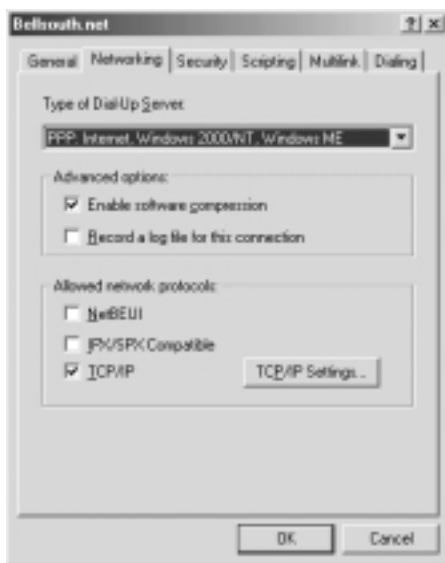 Bellsouth.net
General Networking Security Scripting Multilink Dialing
Type of Dial-Up Server:
PPP: Internet, Windows 2000/NT, Windows ME
Advanced options:
Enable software compression
Record a log file for this connection
Allowed network protocols:
NetBEUI
IPX/SPX Compatible
TCP/IP TCP/IP Settings...
OK Cancel